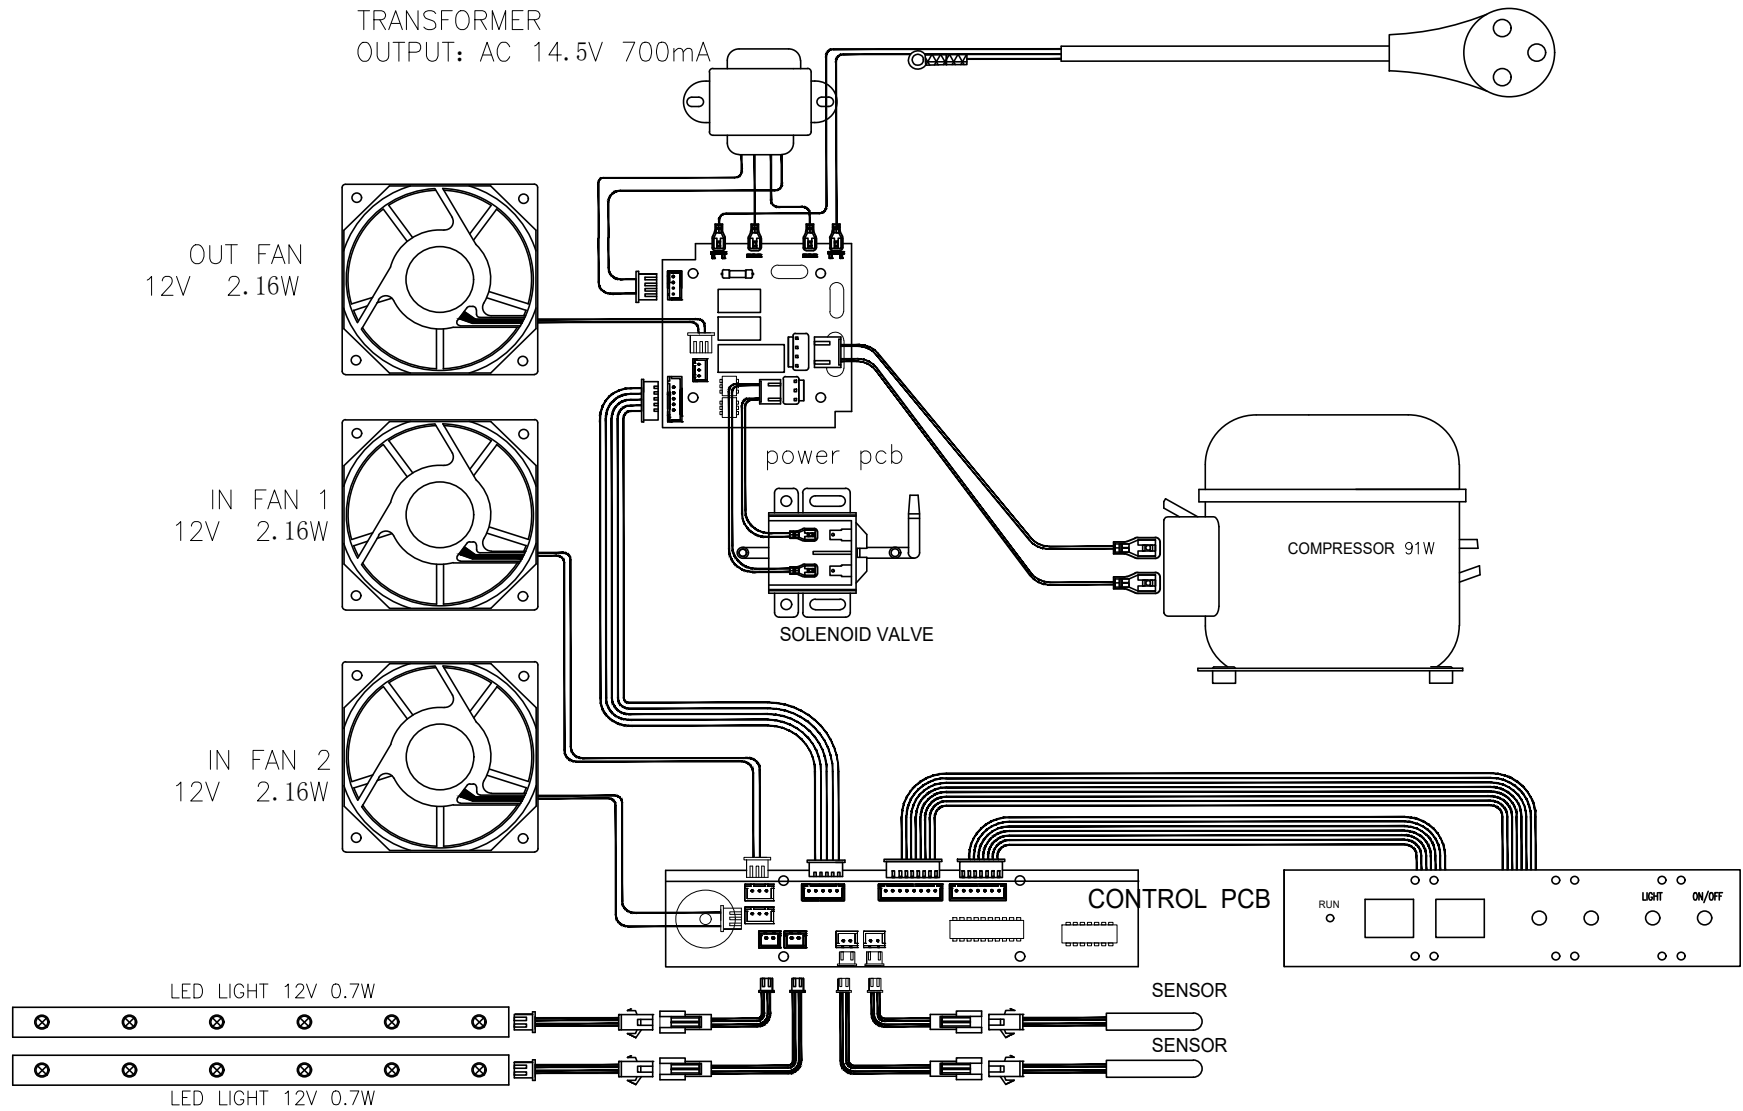 TRANSFORMER
OUTPUT: AC 14.5V 700mA
OUT FAN
12V 2.16W
power pcb
IN FAN 1
12V 2.16W
COMPRESSOR 91W
SOLENOID VALVE
IN FAN 2
12V 2.16W
CONTROL PCB
RUN
LIGHT
ON/OFF
LED LIGHT 12V 0.7W
SENSOR
SENSOR
LED LIGHT 12V 0.7W